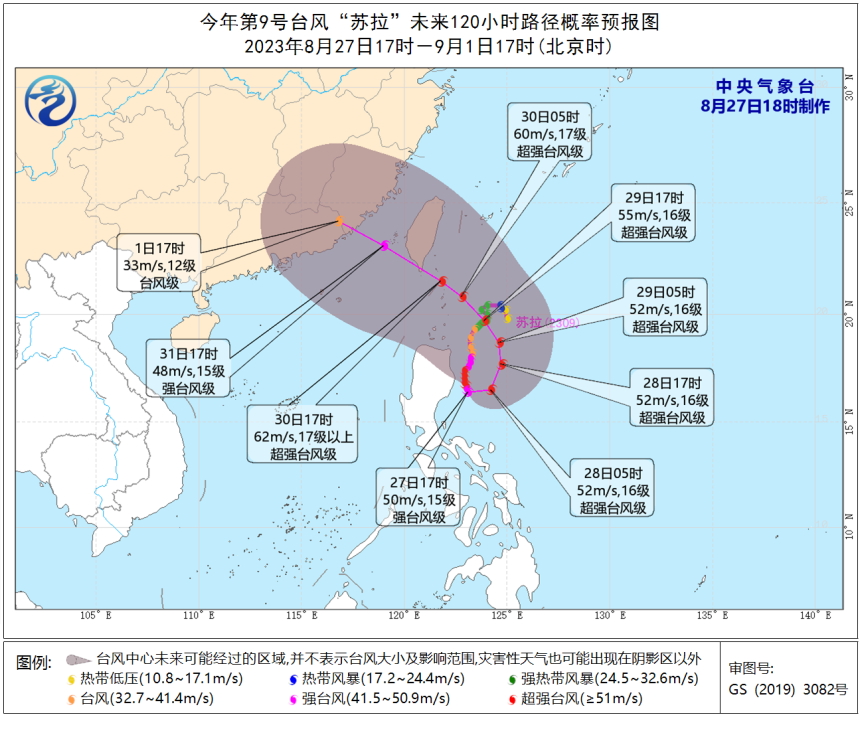 今年第9号台风“苏拉”未来120小时路径概率预报图
2023年8月27日17时—9月1日17时(北京时)
中央气象台
8月27日18时制作
30日05时
60m/s,17级
超强台风级
29日17时
55m/s,16级
超强台风级
1日17时
33m/s,12级
台风级
29日05时
52m/s,16级
超强台风级
苏拉(2309)
31日17时
48m/s,15级
强台风级
28日17时
52m/s,16级
超强台风级
30日17时
62m/s,17级以上
超强台风级
27日17时
50m/s,15级
强台风级
28日05时
52m/s,16级
超强台风级
30°N
25°N
20°N
15°N
10°N
105°E 110°E 115°E 120°E 125°E 130°E 135°E 140°E
图例:
台风中心未来可能经过的区域,并不表示台风大小及影响范围,灾害性天气也可能出现在阴影区以外
热带低压(10.8~17.1m/s) 热带风暴(17.2~24.4m/s) 强热带风暴(24.5~32.6m/s)
台风(32.7~41.4m/s) 强台风(41.5~50.9m/s) 超强台风(≥51m/s)
审图号:
GS (2019) 3082号